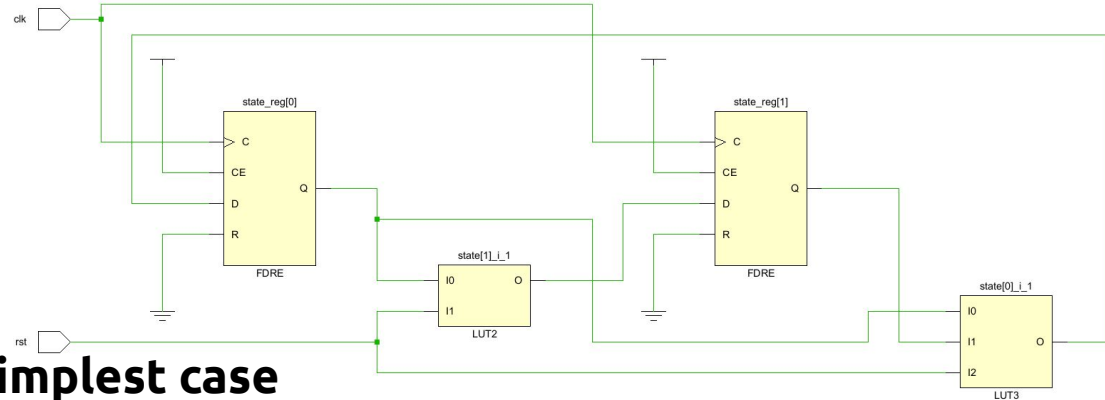 clk
state_reg[0]
C
CE
D
R
Q
FDRE
state[1]_i_1
I0
I1
O
LUT2
state_reg[1]
C
CE
D
R
Q
FDRE
state[0]_i_1
I0
I1
I2
O
LUT3
rst
implest case